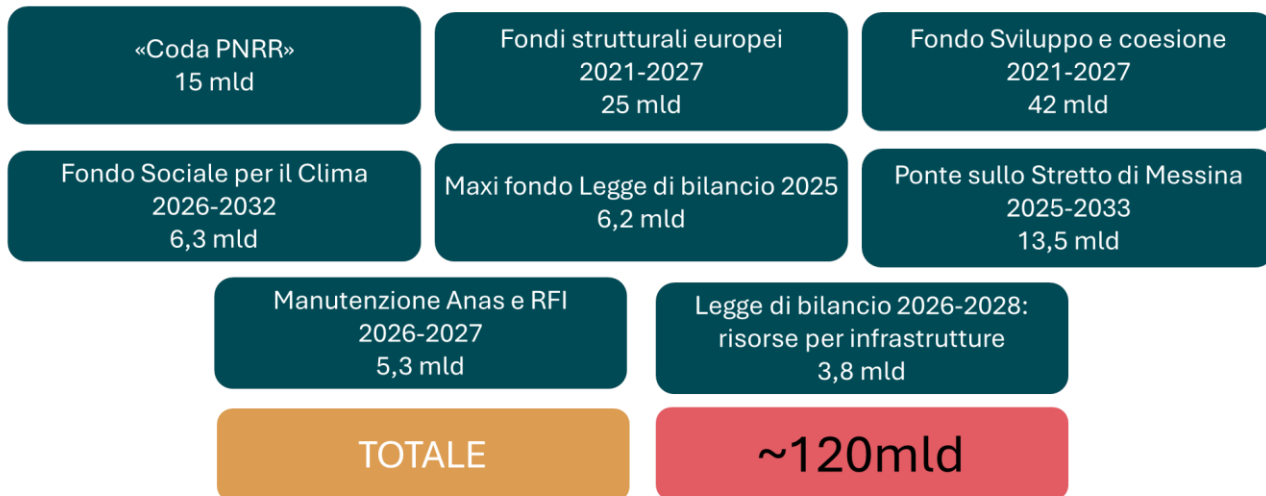 «Coda PNRR»
15 mld
Fondi strutturali europei
2021-2027
25 mld
Fondo Sviluppo e coesione
2021-2027
42 mld
Fondo Sociale per il Clima
2026-2032
6,3 mld
Maxi fondo Legge di bilancio 2025
6,2 mld
Ponte sullo Stretto di Messina
2025-2033
13,5 mld
Manutenzione Anas e RFI
2026-2027
5,3 mld
Legge di bilancio 2026-2028:
risorse per infrastrutture
3,8 mld
TOTALE
~120mld